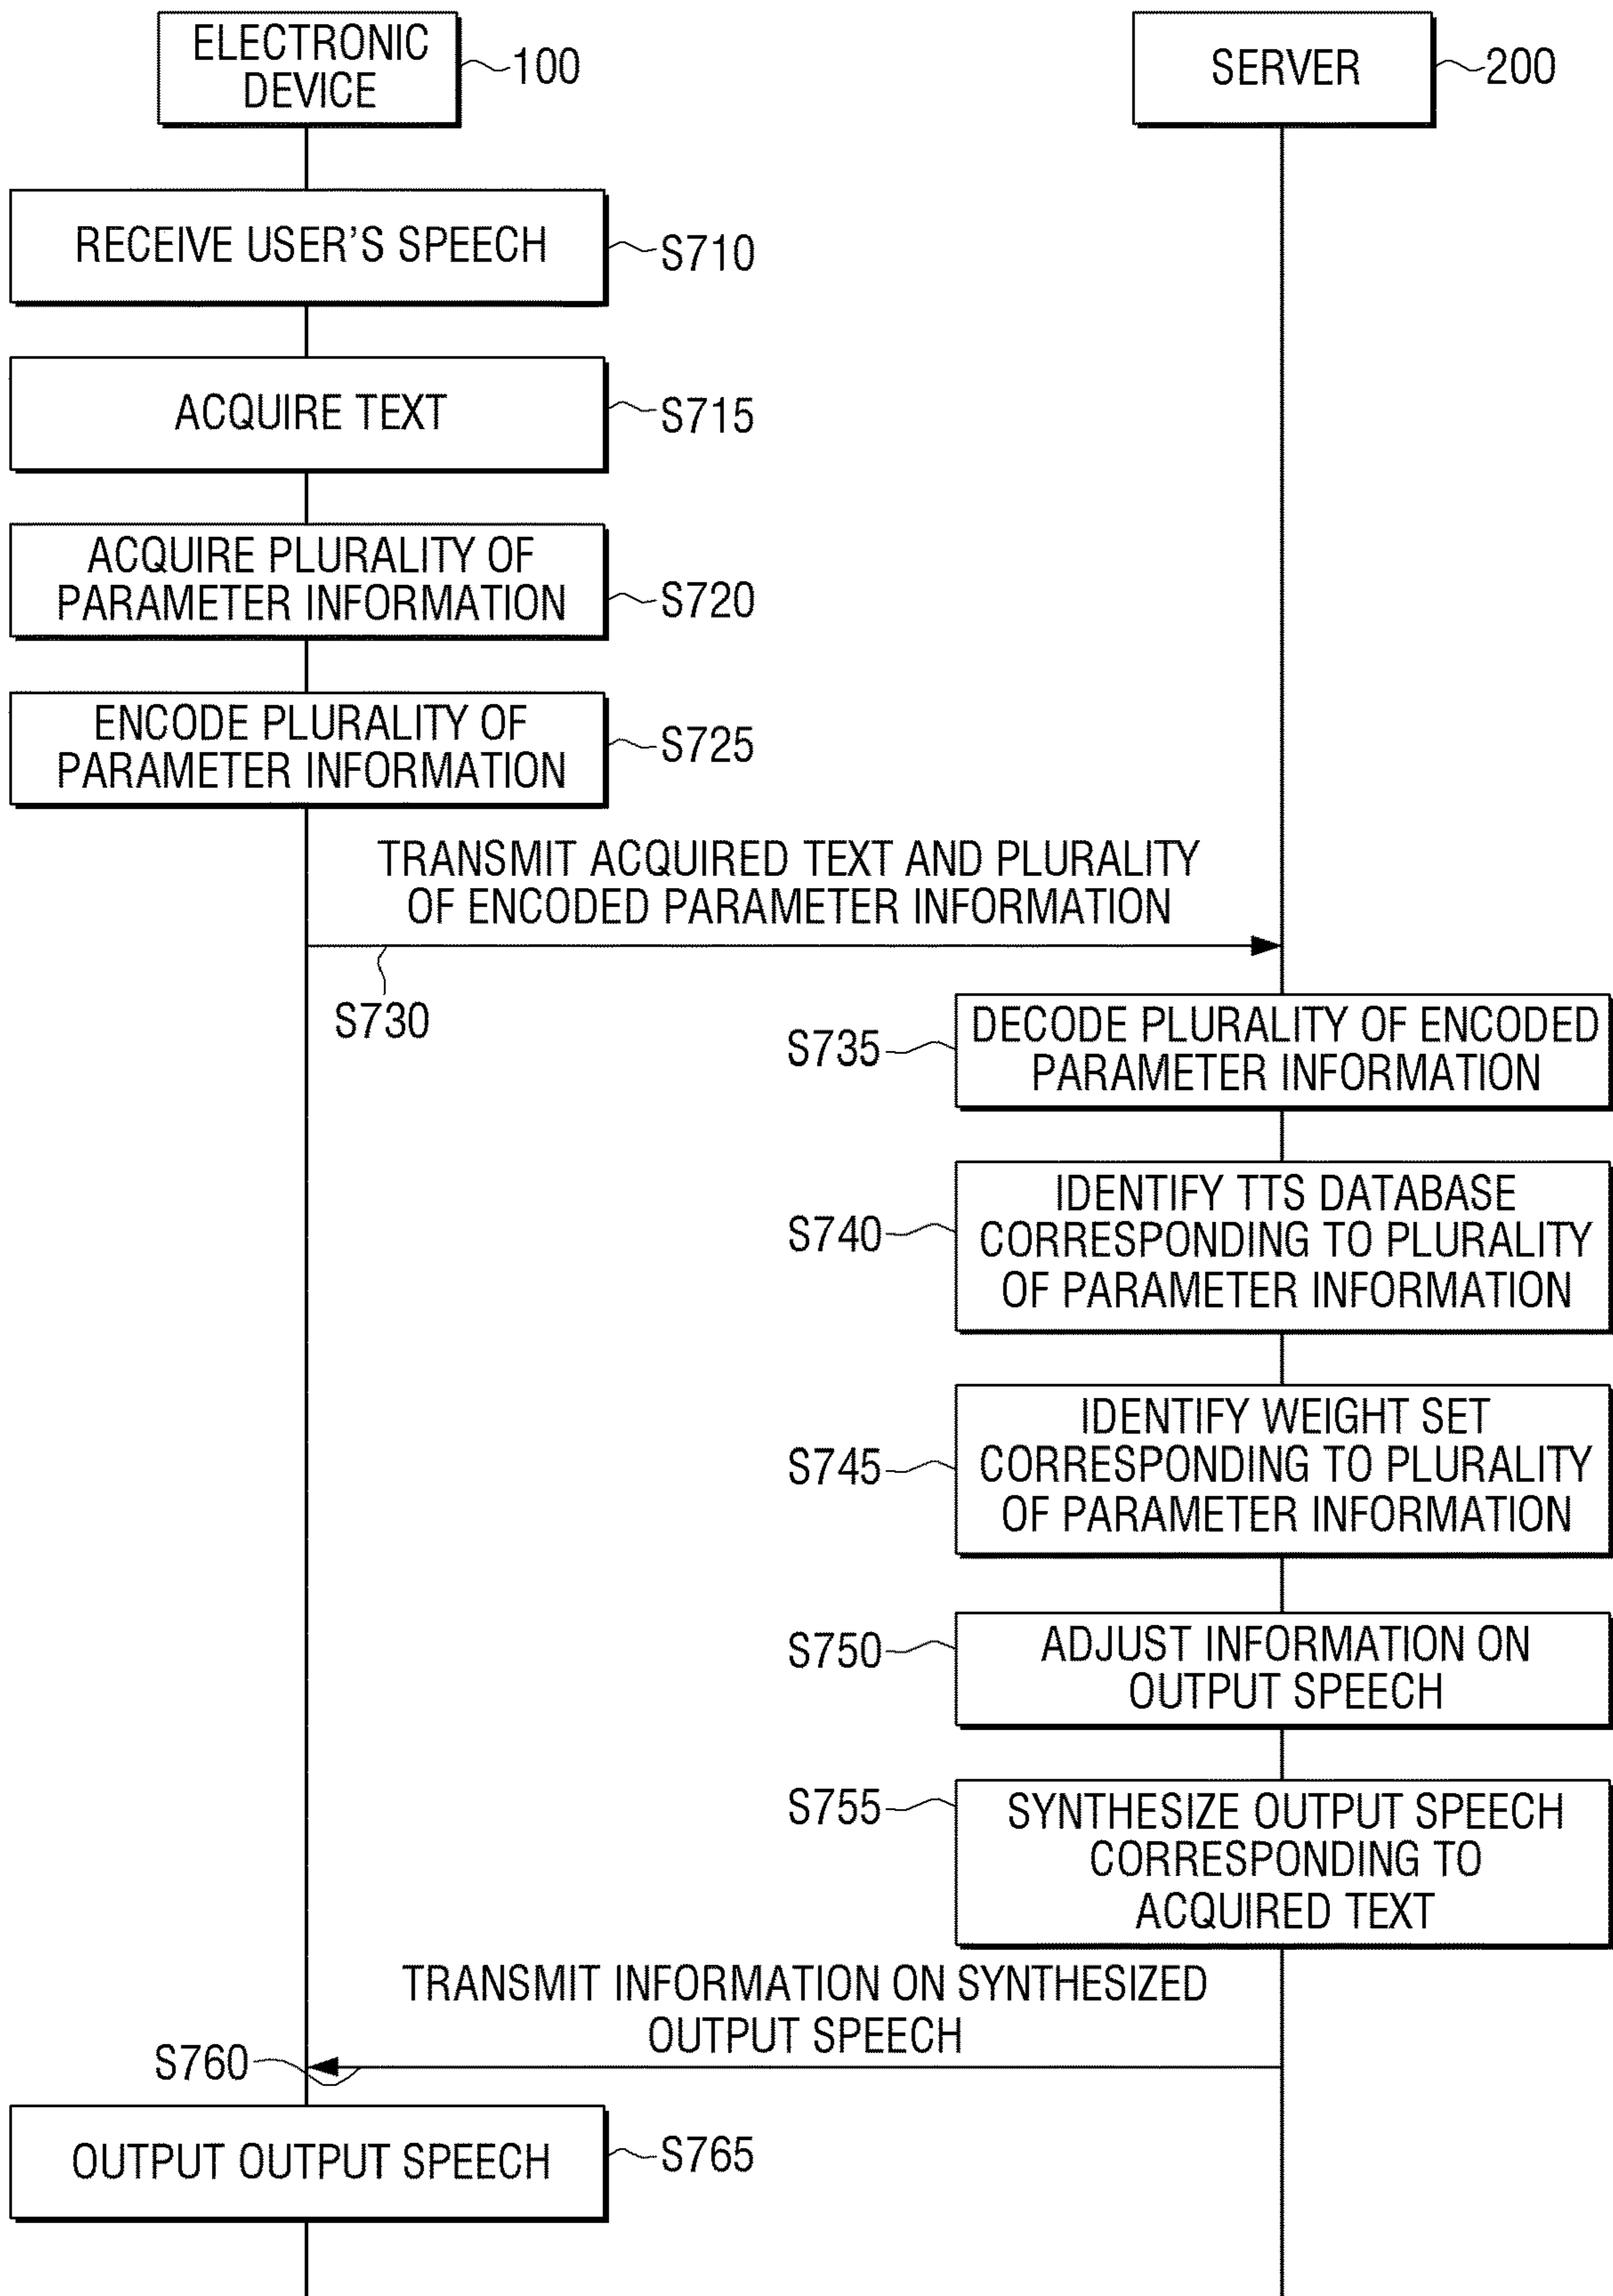 ELECTRONIC
DEVICE
100
SERVER
200
RECEIVE USER'S SPEECH
S710
ACQUIRE TEXT
S715
ACQUIRE PLURALITY OF
PARAMETER INFORMATION
S720
ENCODE PLURALITY OF
PARAMETER INFORMATION
S725
TRANSMIT ACQUIRED TEXT AND PLURALITY
OF ENCODED PARAMETER INFORMATION
S730
S735
DECODE PLURALITY OF ENCODED
PARAMETER INFORMATION
S740
IDENTIFY TTS DATABASE
CORRESPONDING TO PLURALITY
OF PARAMETER INFORMATION
S745
IDENTIFY WEIGHT SET
CORRESPONDING TO PLURALITY
OF PARAMETER INFORMATION
S750
ADJUST INFORMATION ON
OUTPUT SPEECH
S755
SYNTHESIZE OUTPUT SPEECH
CORRESPONDING TO
ACQUIRED TEXT
TRANSMIT INFORMATION ON SYNTHESIZED
OUTPUT SPEECH
S760
OUTPUT OUTPUT SPEECH
S765